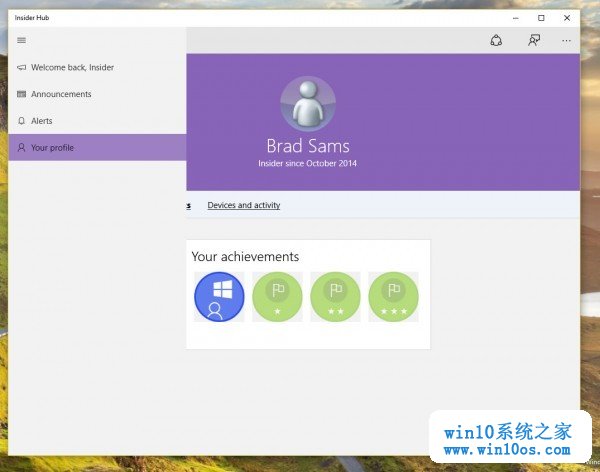 Insider Hub
Welcome back, Insider
Announcements
Alerts
Your profile
Brad Sams
Insider since October 2014
s
Devices and activity
Your achievements
win10系统之家
www.win10os.com
Wind